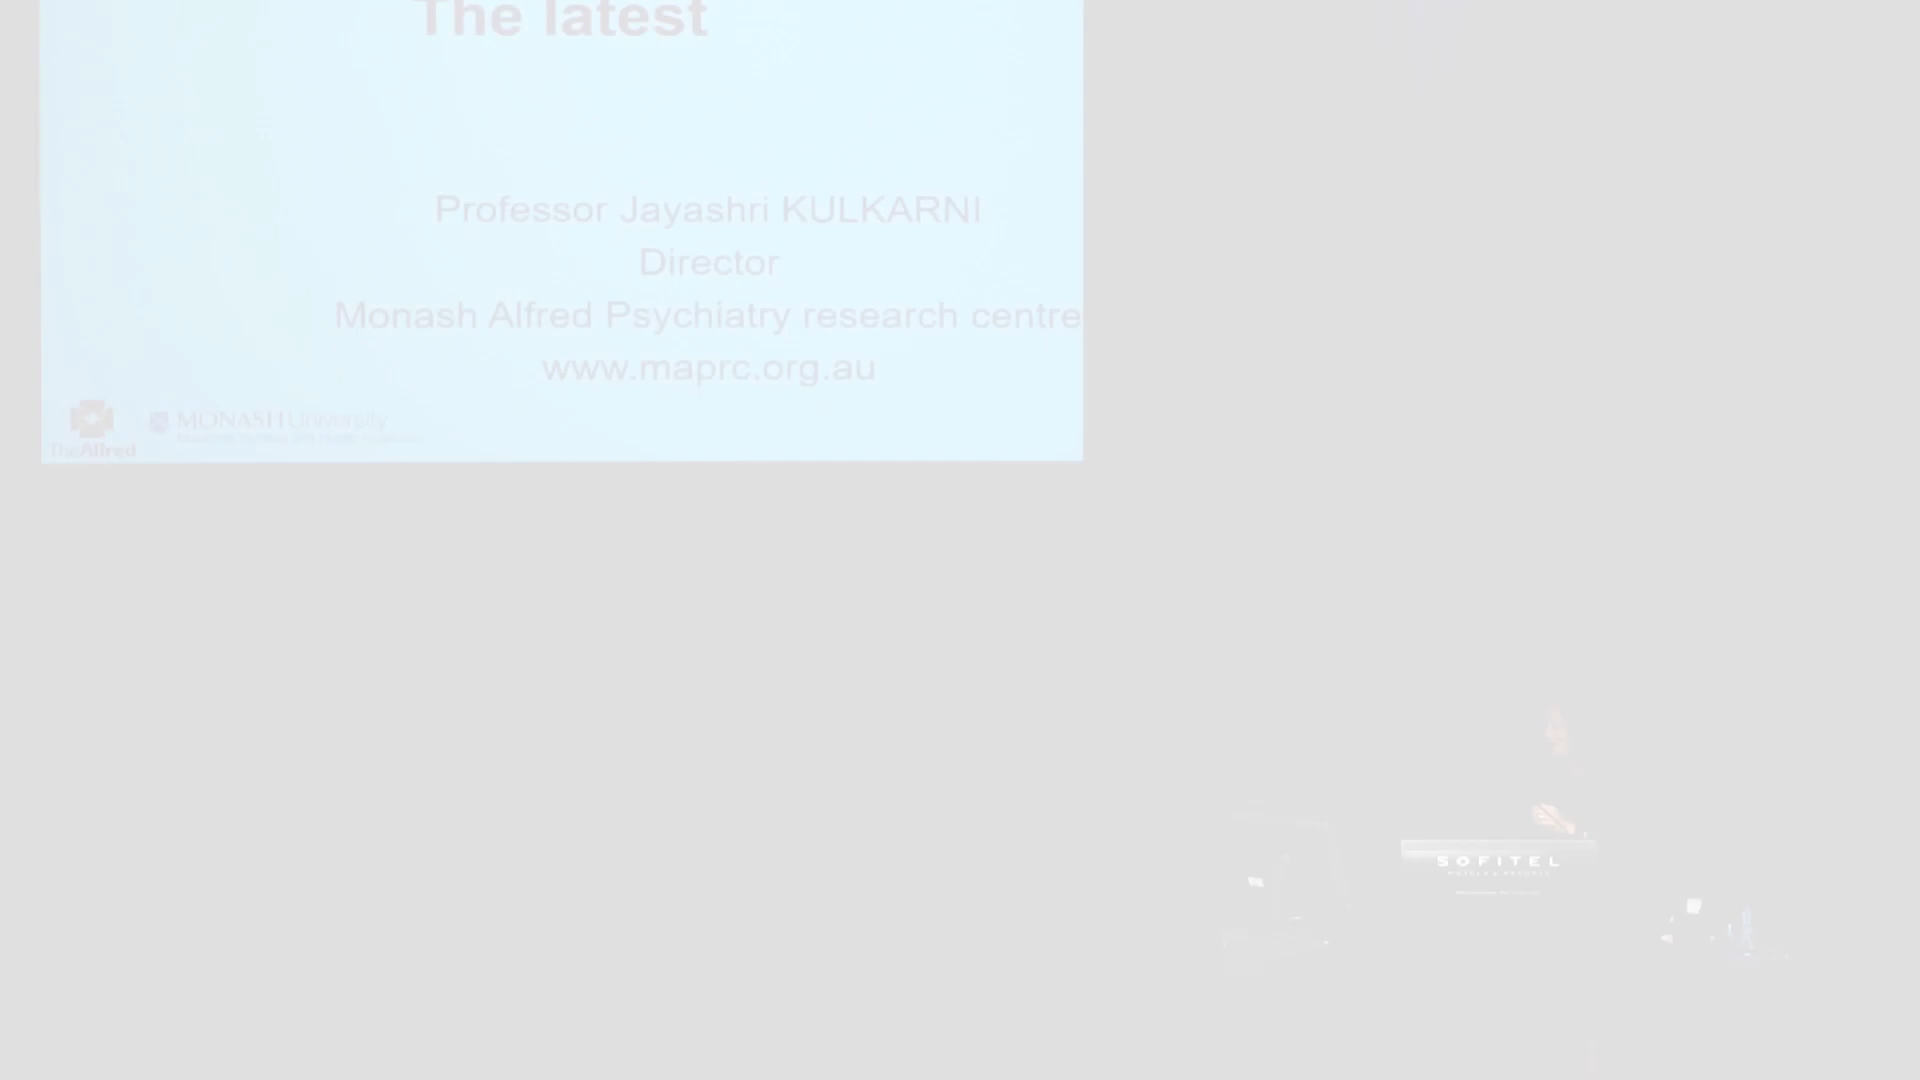 The latest
Professor Jayashri KULKARNI
Director
Monash Alfred Psychiatry research centre
www.maprc.org.au
MONASH University
TheAlfred
SOFITEL